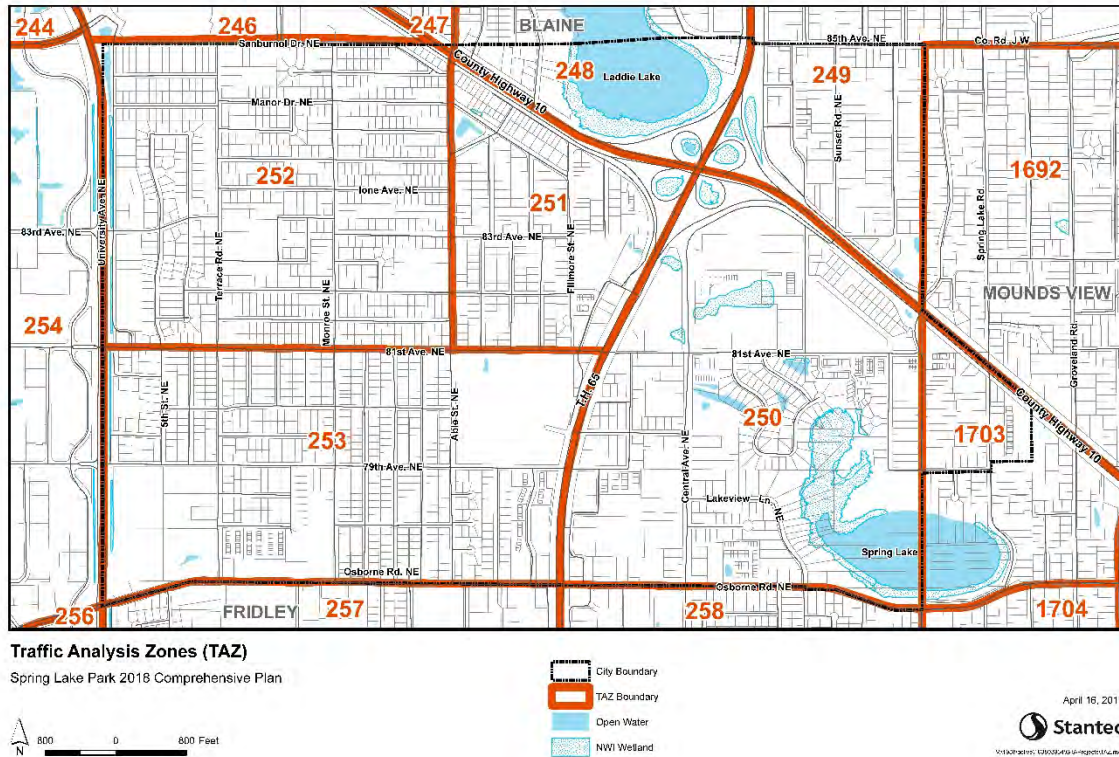 244
246
247
BLAINE
Sanburnol Dr. NE
85th Ave. NE
Co. Rd. J W
248
249
County Highway 10
Laddie Lake
Manor Dr. NE
Sunset Rd. NE
252
251
1692
Ione Ave. NE
University Ave. NE
83rd Ave. NE
83rd Ave. NE
Terrace Rd. NE
Monroe St. NE
Fillmore St. NE
Spring Lake Rd.
MOUNDS VIEW
254
81st Ave. NE
81st Ave. NE
Groveland Rd.
T.H. 65
5th St. NE
Able St. NE
250
253
1703
County Highway 10
79th Ave. NE
Central Ave. NE
Lakeview Ln. NE
Spring Lake
Osborne Rd. NE
Osborne Rd. NE
256
FRIDLEY
257
258
1704
Traffic Analysis Zones (TAZ)
Spring Lake Park 2018 Comprehensive Plan
City Boundary
TAZ Boundary
Open Water
NWI Wetland
N
800 0 800 Feet
April 16, 201
Stantec